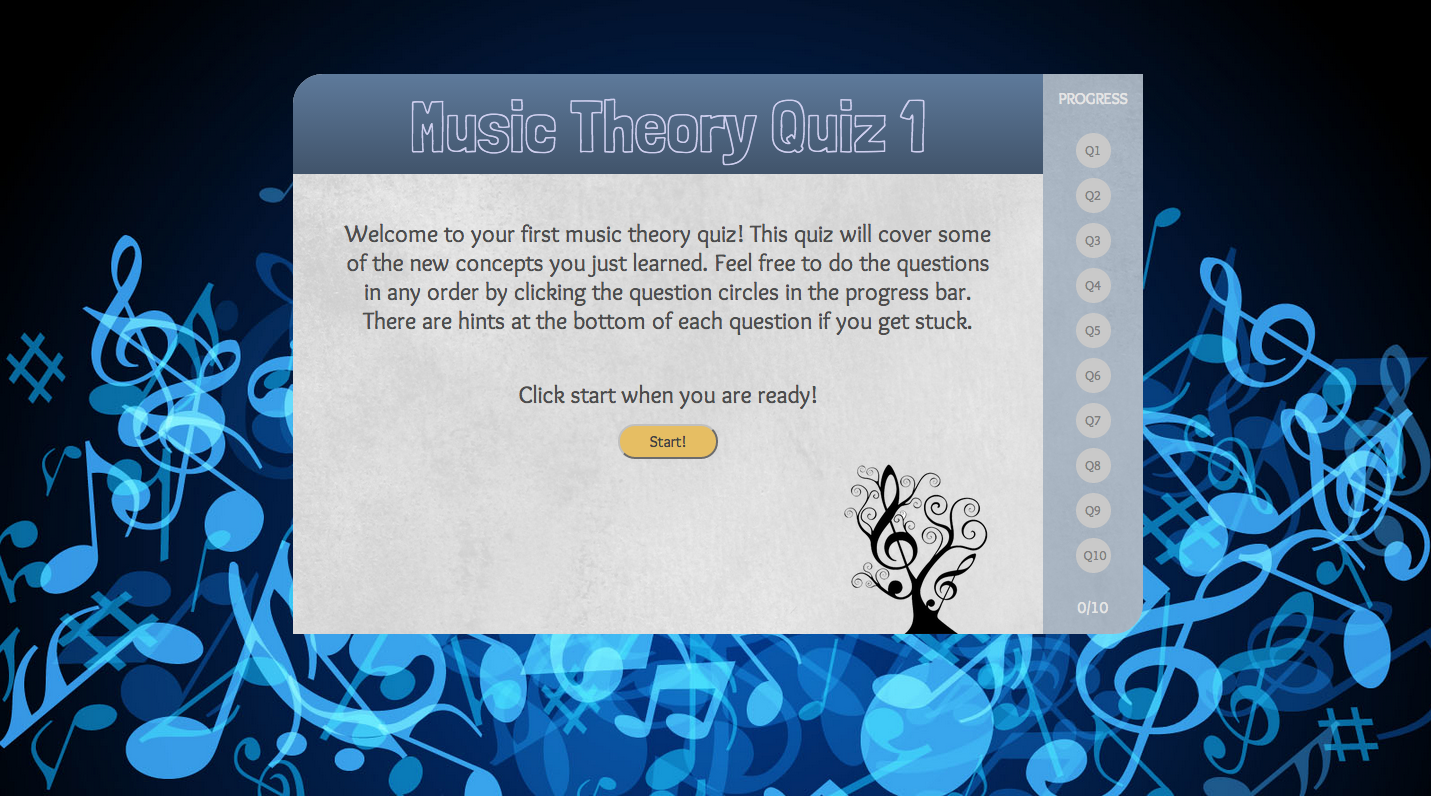 Music Theory Quiz 1
Welcome to your first music theory quiz! This quiz will cover some
of the new concepts you just learned. Feel free to do the questions
in any order by clicking the question circles in the progress bar.
There are hints at the bottom of each question if you get stuck.
Click start when you are ready!
Start!
PROGRESS
Q1
Q2
Q3
Q4
Q5
Q6
Q7
Q8
Q9
Q10
0/10